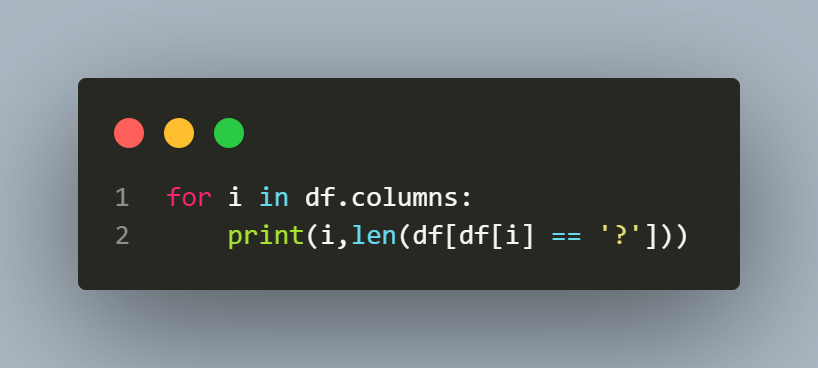 1 for i in df.columns:
2     print(i,len(df[df[i] == '?']))